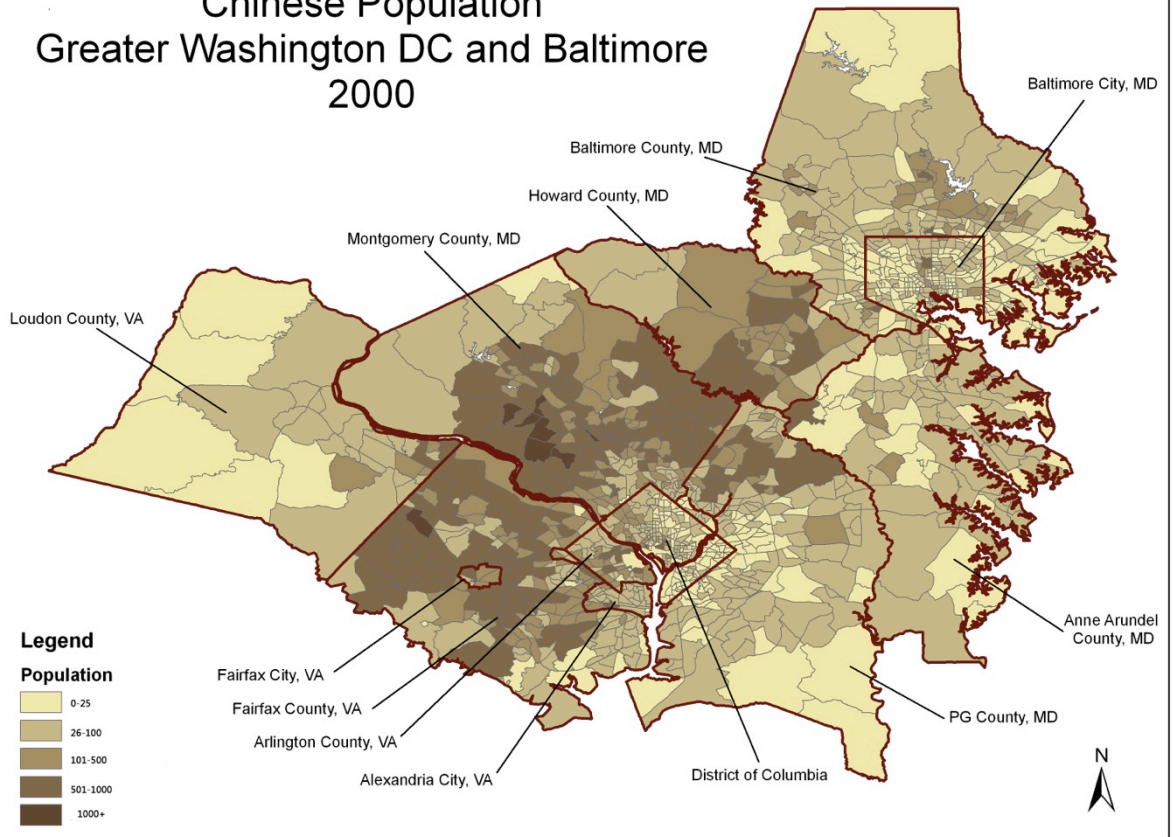 Chinese Population
Greater Washington DC and Baltimore
2000
Baltimore City, MD
Baltimore County, MD
Howard County, MD
Montgomery County, MD
Loudon County, VA
Anne Arundel
County, MD
Fairfax City, VA
Fairfax County, VA
PG County, MD
Arlington County, VA
Alexandria City, VA
District of Columbia
N
Legend
Population
0-25
26-100
101-500
501-1000
1000+